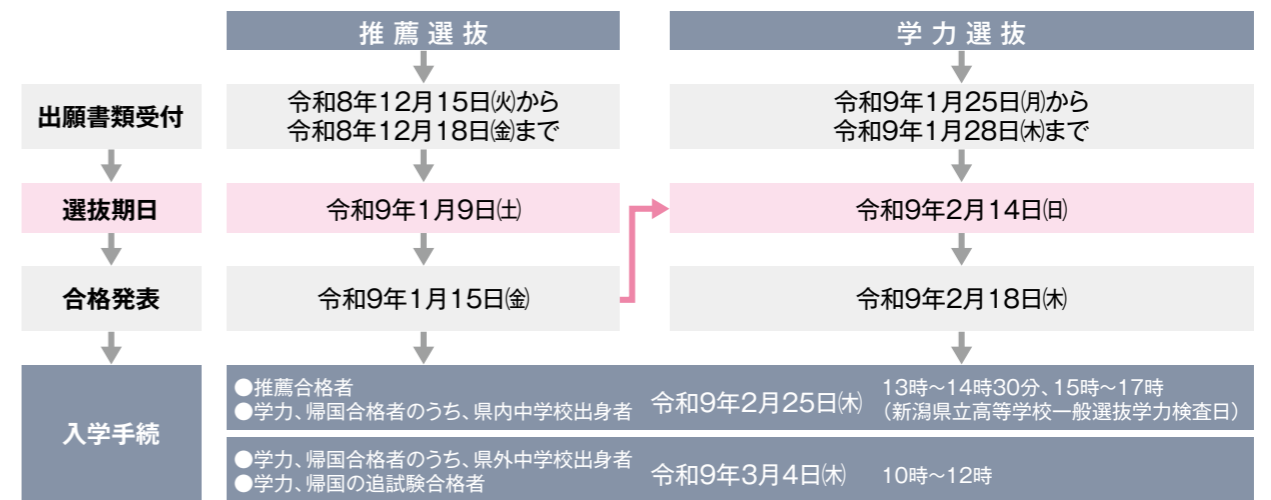 推薦選抜
学力選抜
出願書類受付
令和8年12月15日㈫から
令和8年12月18日㈮まで
令和9年1月25日㈪から
令和9年1月28日㈭まで
選抜期日
令和9年1月9日㈯
令和9年2月14日㈰
合格発表
令和9年1月15日㈮
令和9年2月18日㈭
入学手続
●推薦合格者
●学力、帰国合格者のうち、県内中学校出身者
令和9年2月25日㈭
13時～14時30分、15時～17時
（新潟県立高等学校一般選抜学力検査日）
●学力、帰国合格者のうち、県外中学校出身者
●学力、帰国の追試験合格者
令和9年3月4日㈭
10時～12時